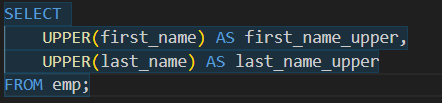 SELECT
    UPPER(first_name) AS first_name_upper,
    UPPER(last_name) AS last_name_upper
FROM emp;